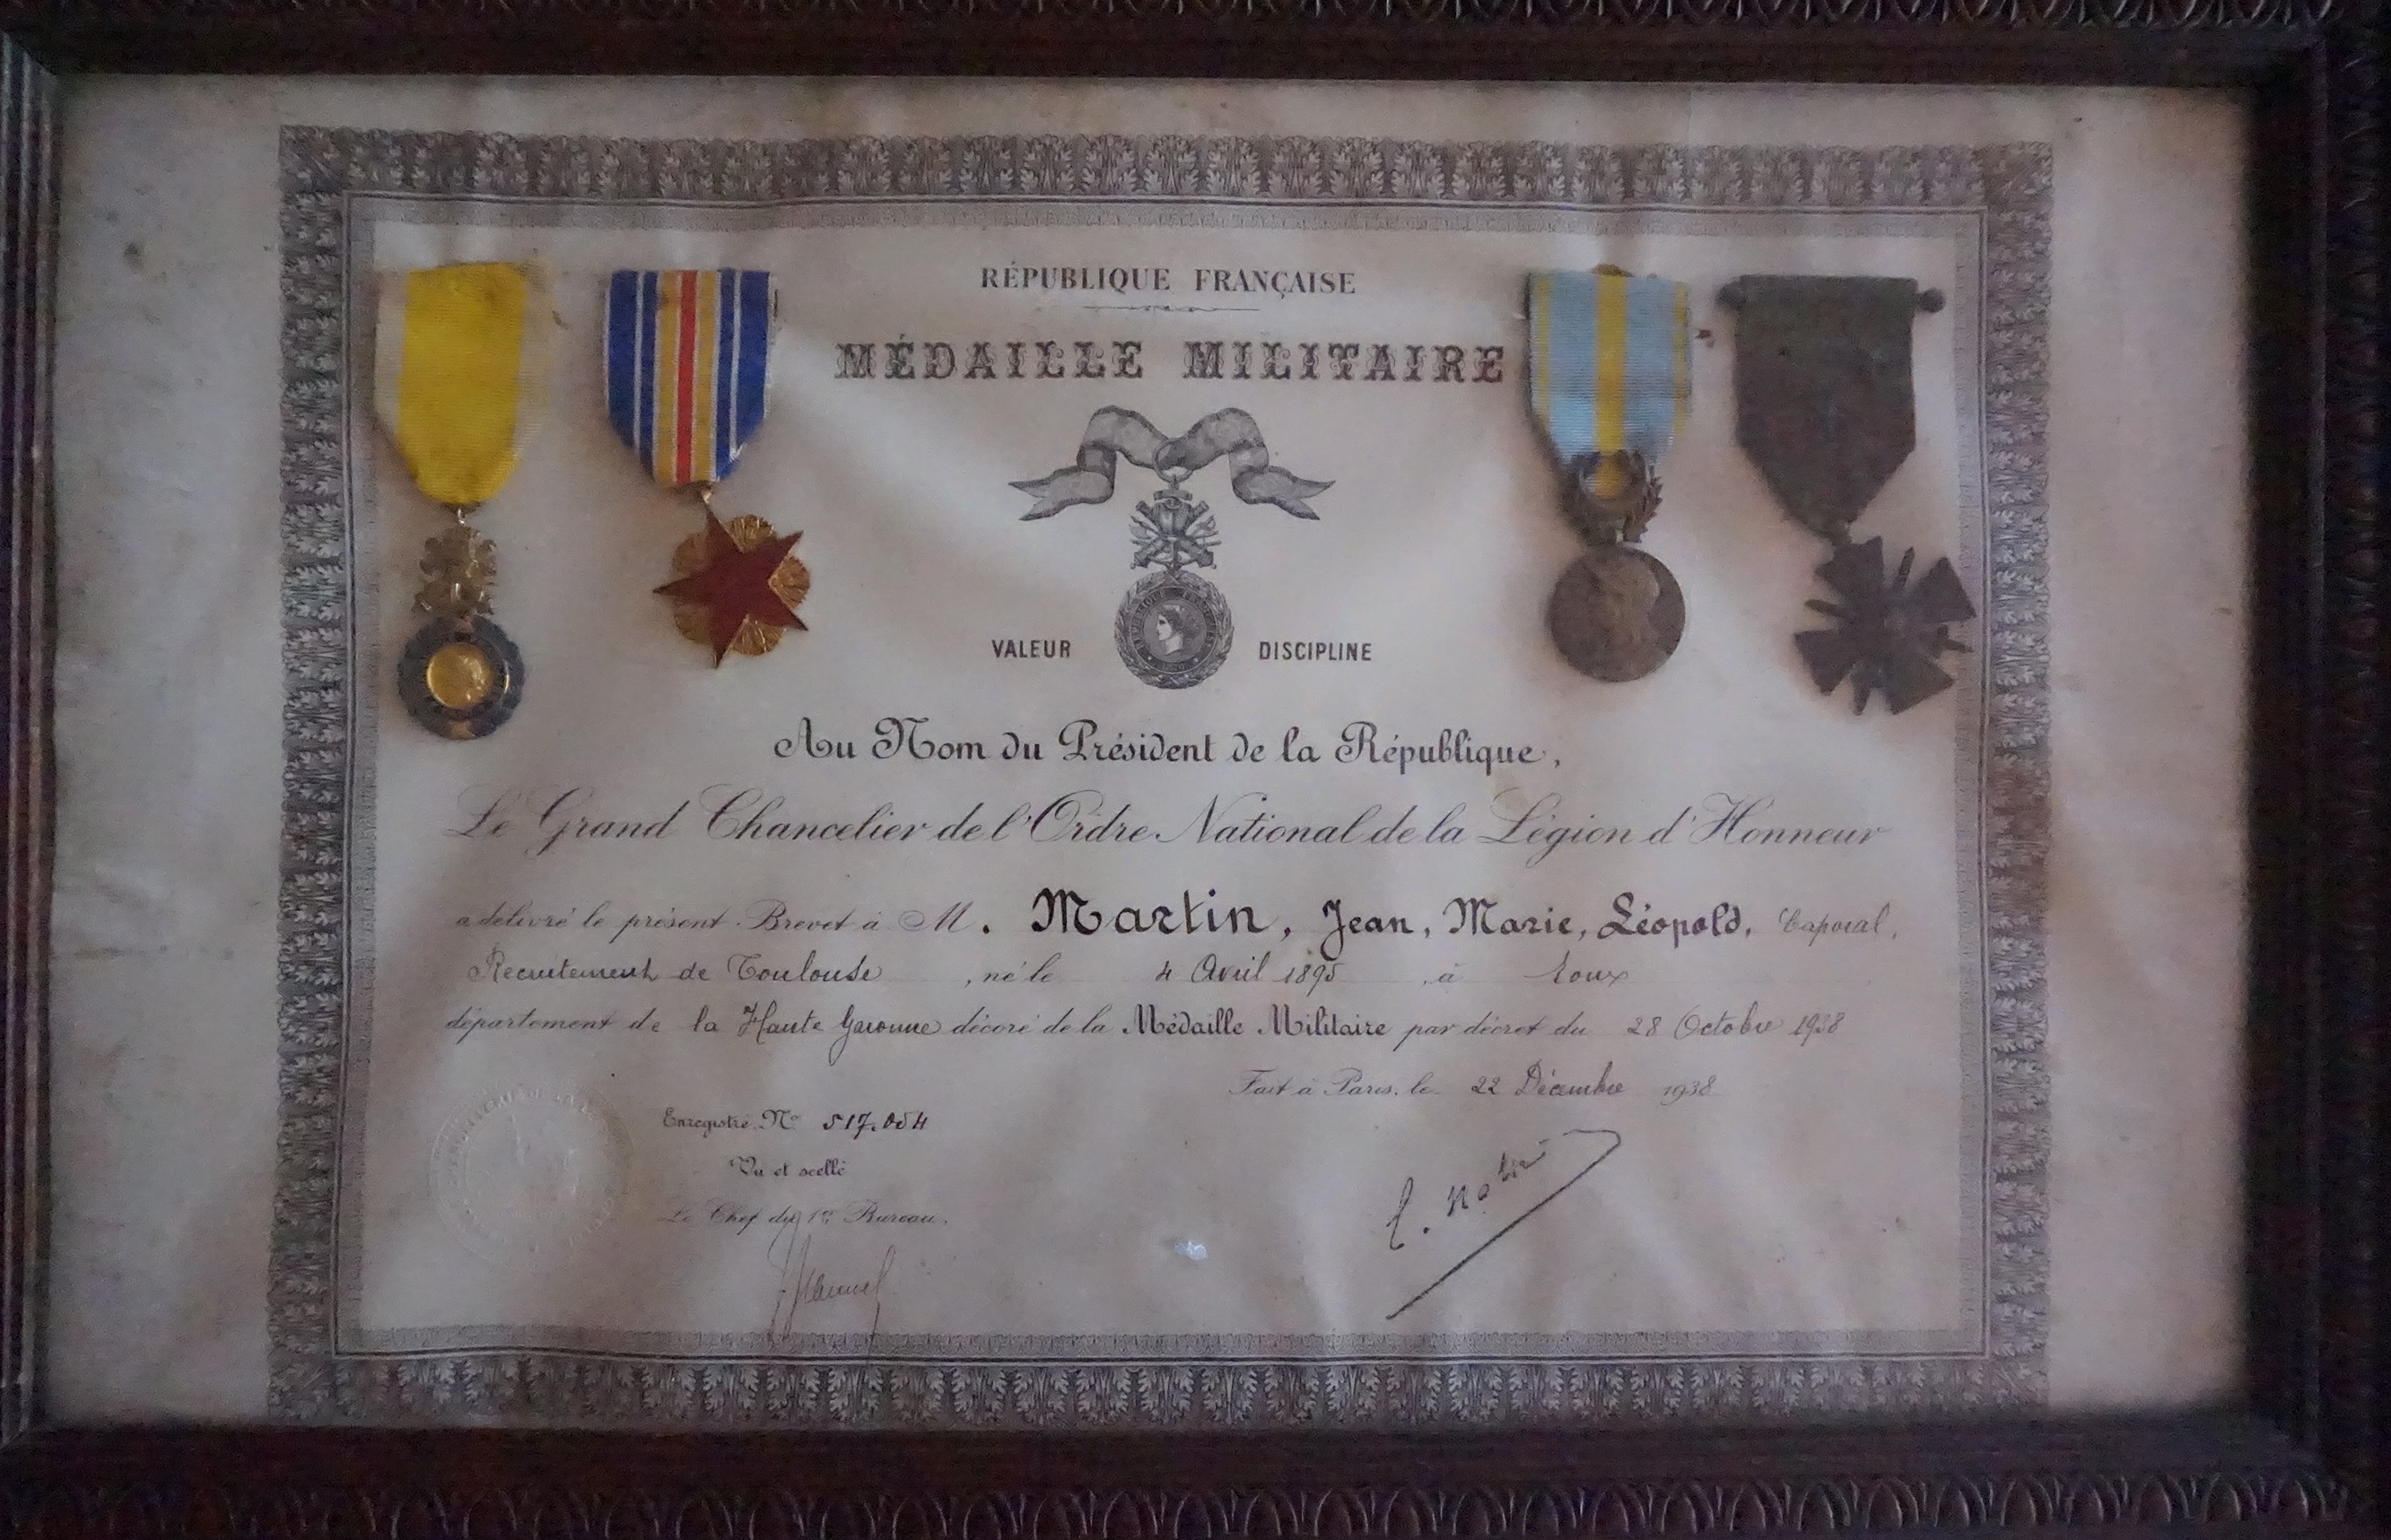 RÉPUBLIQUE FRANÇAISE
MÉDAILLE MILITAIRE
VALEUR DISCIPLINE
Au Nom du Président de la République,
Le Grand Chancelier de l'Ordre National de la Légion d'Honneur
a délivré le présent Brevet à M. Martin, Jean, Marie, Léopold, Caporal,
Recrutement de Toulouse, né le 4 Avril 1895, à
département de la Haute Garonne décoré de la Médaille Militaire par décret du 28 Octobre 1938
Fait à Paris, le 22 Décembre 1938
Enregistré No 517.054
Vu et scellé
Le Chef du 1er Bureau,